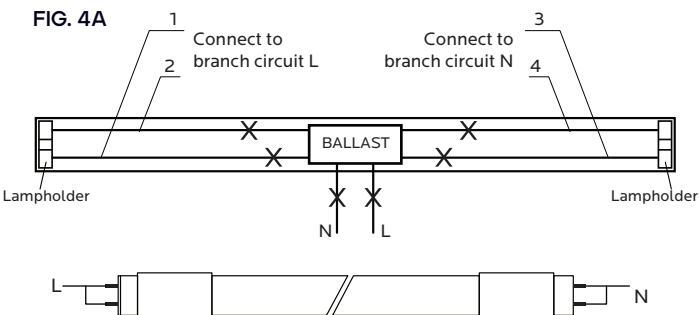 FIG. 4A
1
Connect to
branch circuit L
2
3
Connect to
branch circuit N
4
BALLAST
Lampholder
Lampholder
N
L
L
N